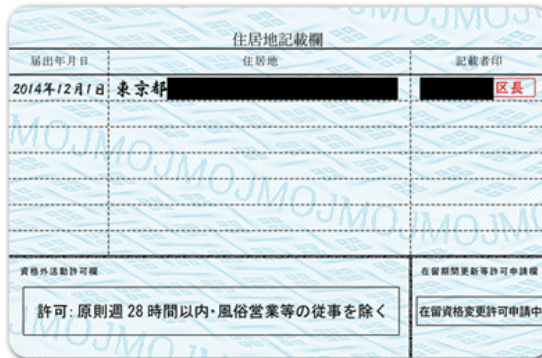 住居地記載欄
届出年月日 住居地 記載者印
2014年12月1日 東京都 区長
資格外活動許可欄 在留期間更新等許可申請欄
許可:原則週28時間以内・風俗営業等の従事を除く 在留資格変更許可申請中
MOJMOJMOJMOJMOJMOJ